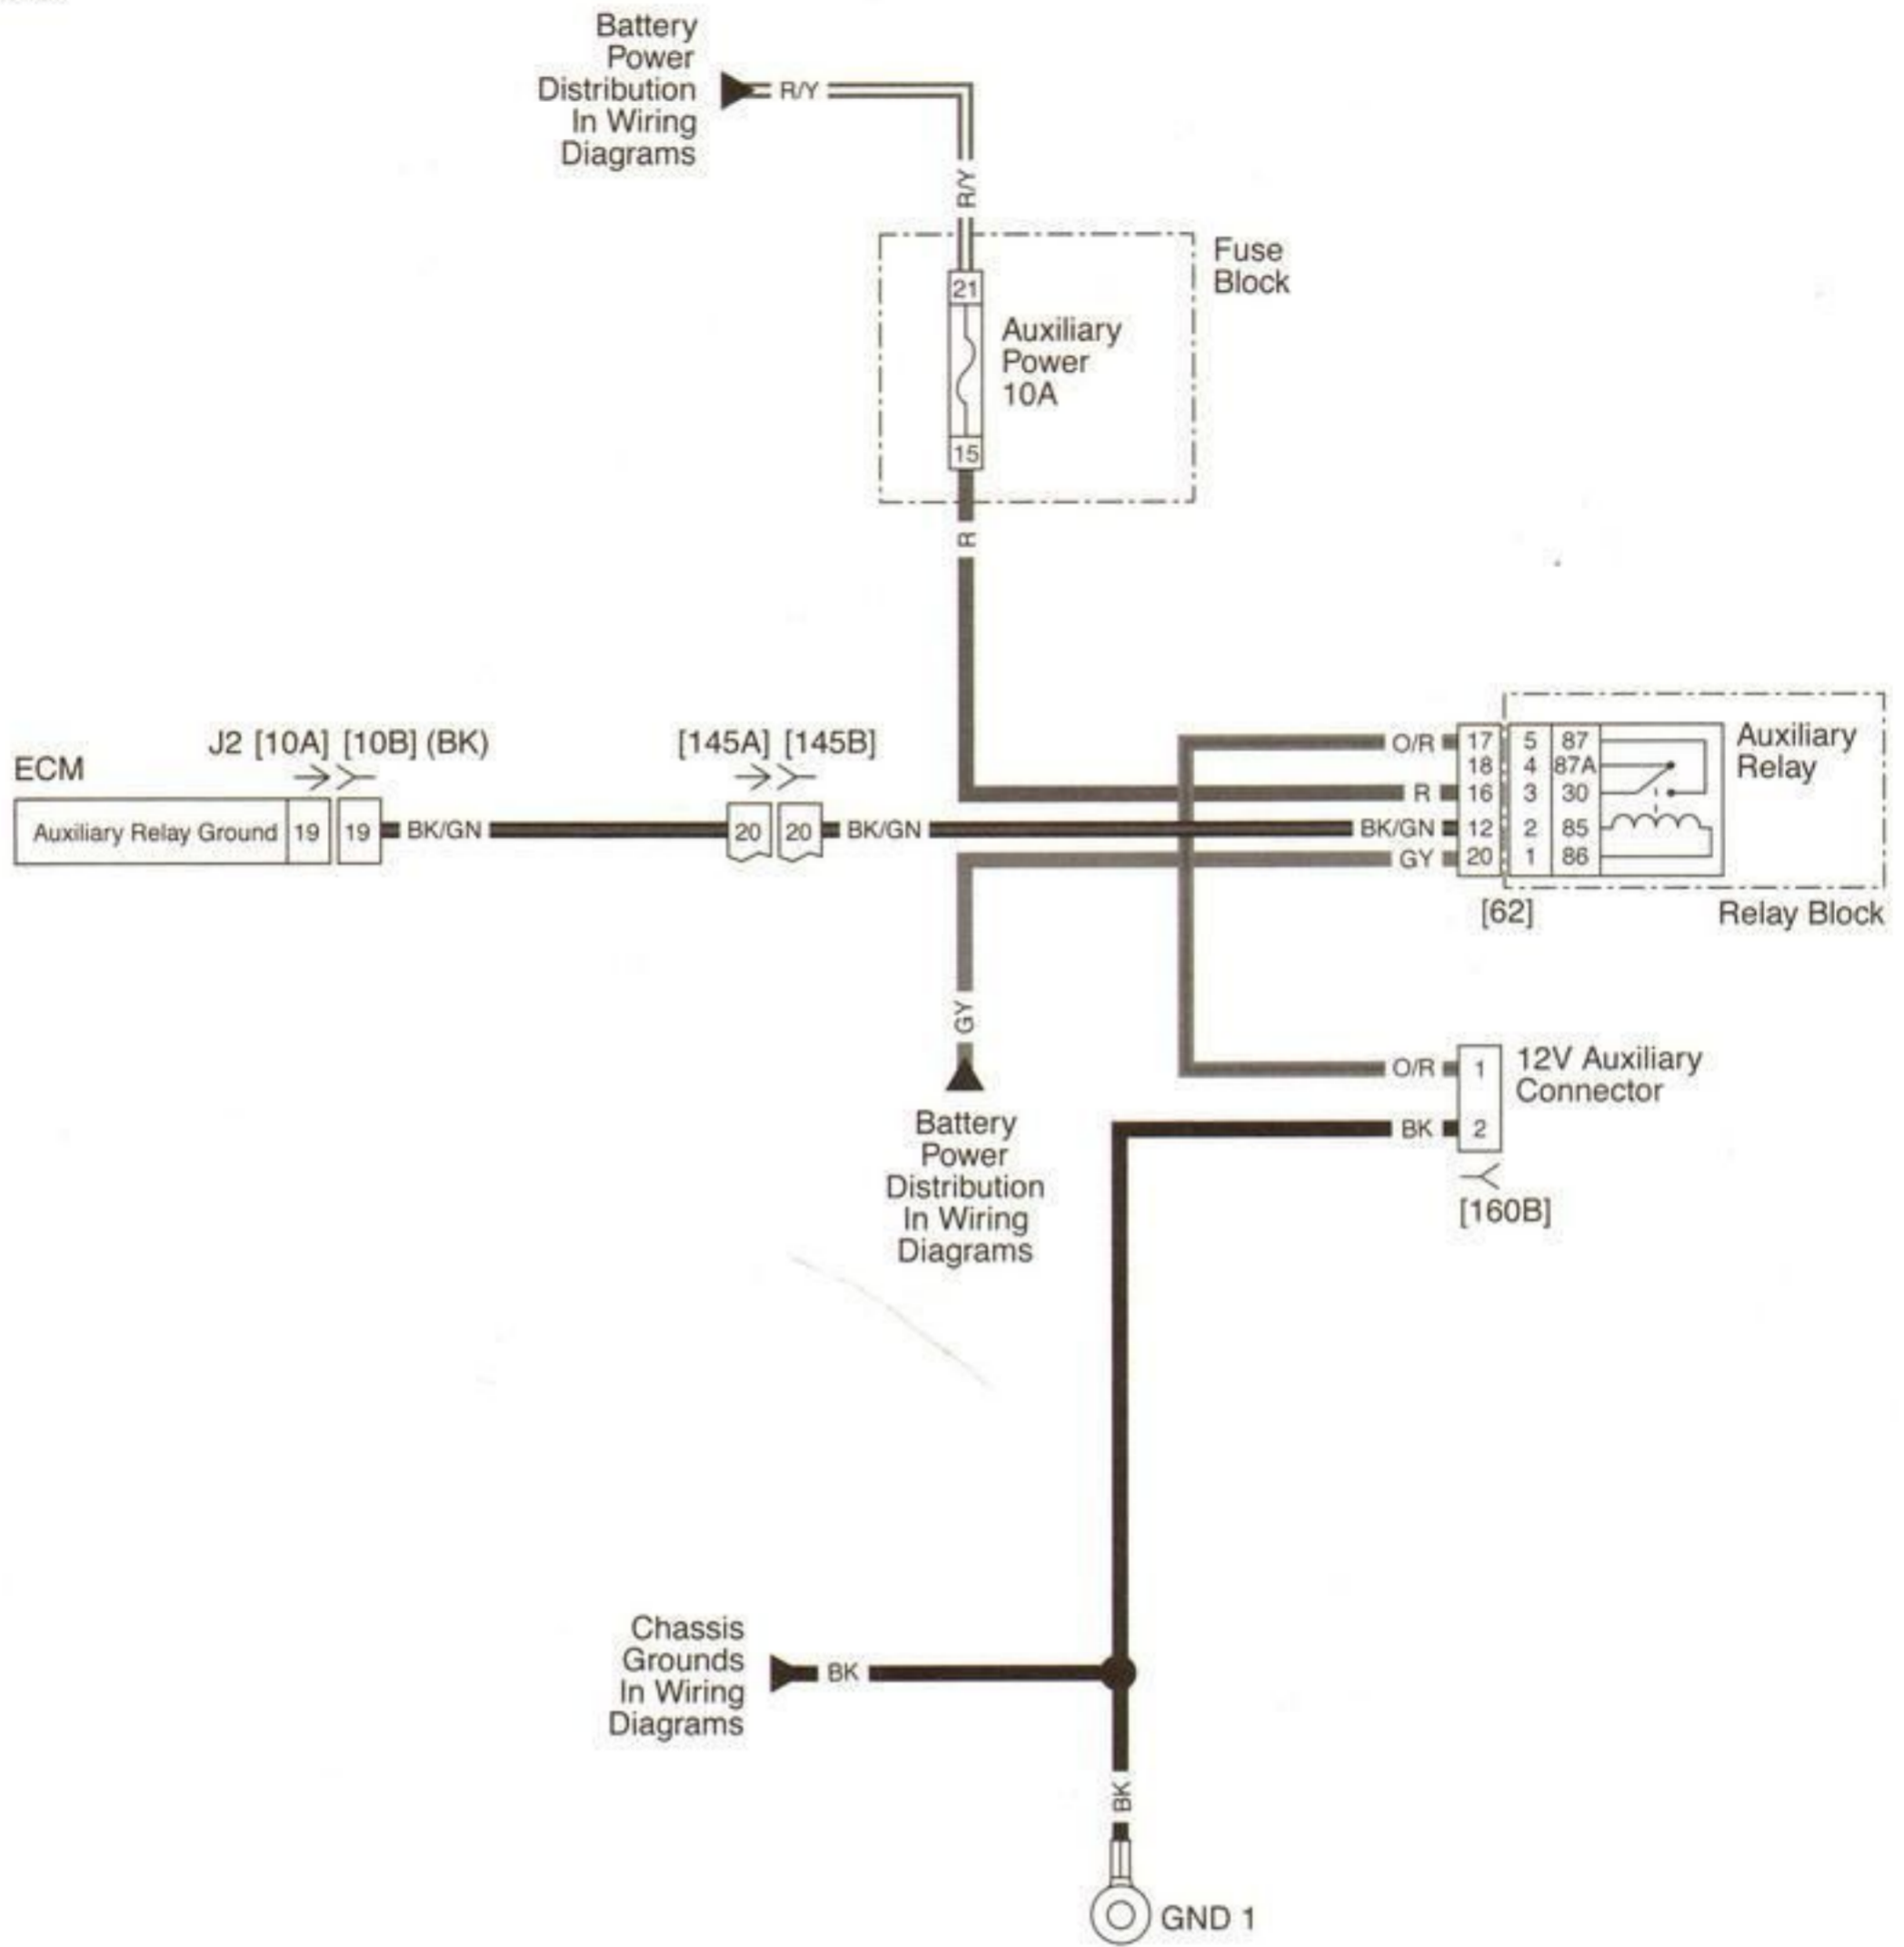 Battery
Power
Distribution
In Wiring
Diagrams
R/Y
R/Y
Fuse
Block
21
Auxiliary
Power
10A
15
R
ECM
J2 [10A] [10B] (BK)
Auxiliary Relay Ground 19 19 BK/GN
[145A] [145B]
20 20 BK/GN
O/R 17 5 87
18 4 87A
R 16 3 30
BK/GN 12 2 85
GY 20 1 86
Auxiliary
Relay
[62]
Relay Block
GY
Battery
Power
Distribution
In Wiring
Diagrams
O/R 1
BK 2
12V Auxiliary
Connector
[160B]
Chassis
Grounds
In Wiring
Diagrams
BK
BK
GND 1